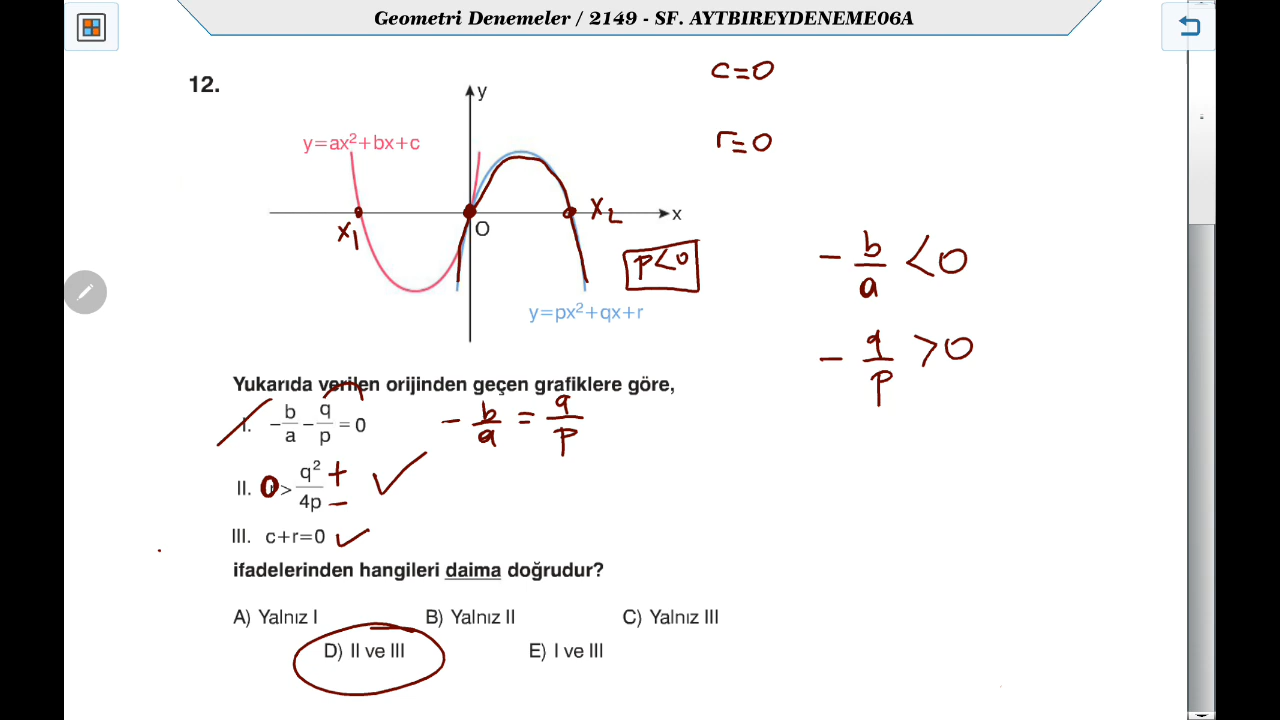 Geometri Denemeler / 2149 - SF. AYTBIREYDENEME06A
12.
c=0
r=0
y
y=ax²+bx+c
x₁
O
x₂
x
p<0
y=px²+qx+r
-b/a <0
-q/p >0
Yukarıda verilen orijinden geçen grafiklere göre,
I. -b/a - q/p = 0
-b/a = q/p
II. 0 > q²/4p + -
III. c+r=0
ifadelerinden hangileri daima doğrudur?
A) Yalnız I B) Yalnız II C) Yalnız III
D) II ve III E) I ve III